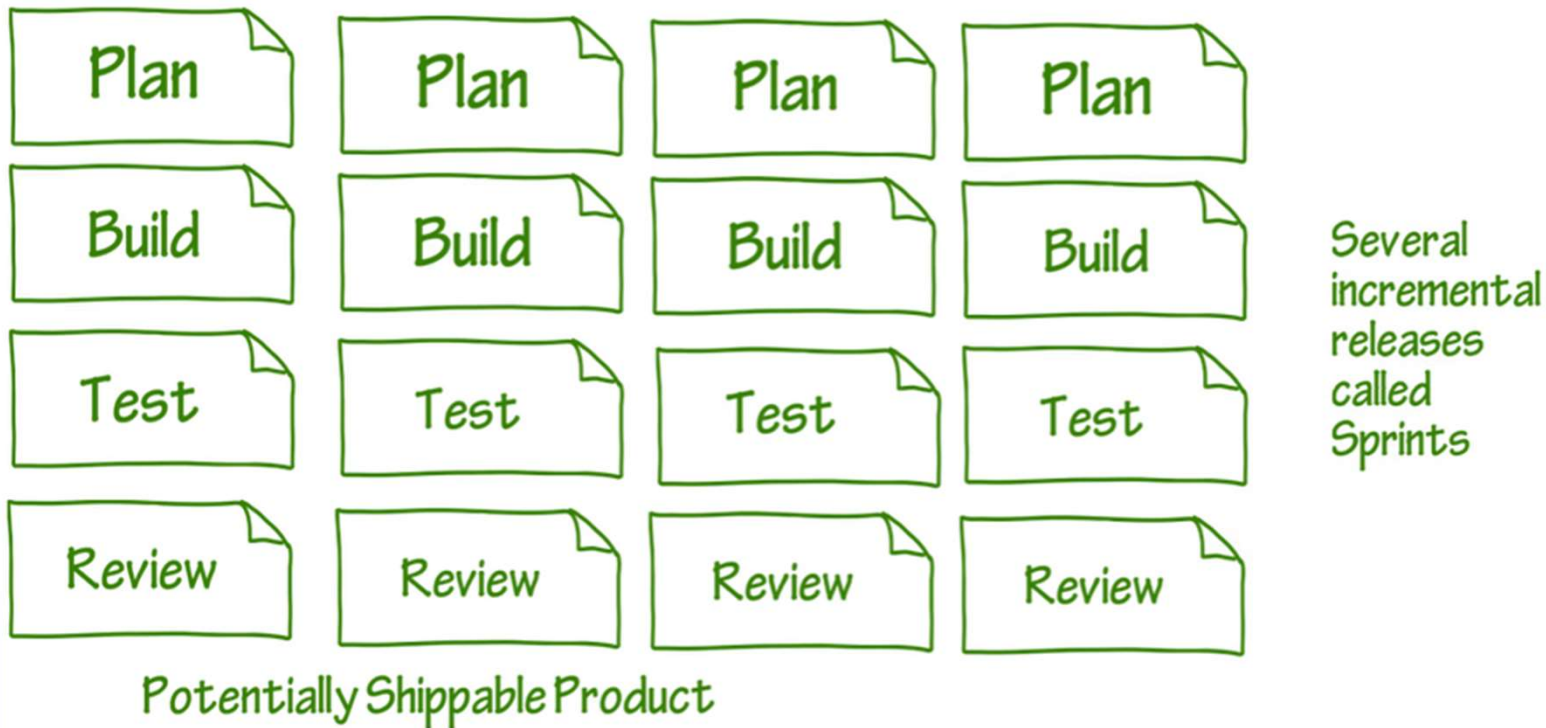 Plan Plan Plan Plan
Build Build Build Build
Test Test Test Test
Review Review Review Review
Several
incremental
releases
called
Sprints
Potentially Shippable Product